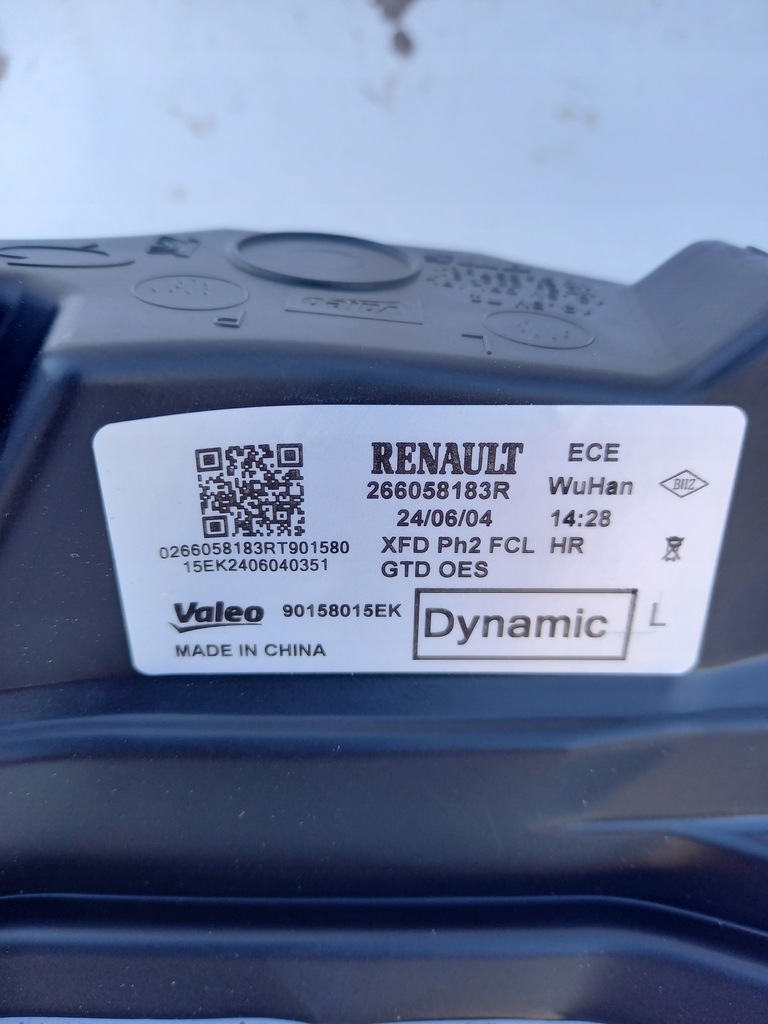 RENAULT ECE
266058183R WuHan
24/06/04 14:28
0266058183RT901580 XFD Ph2 FCL HR
15EK2406040351 GTD OES
Valeo 90158015EK Dynamic L
MADE IN CHINA